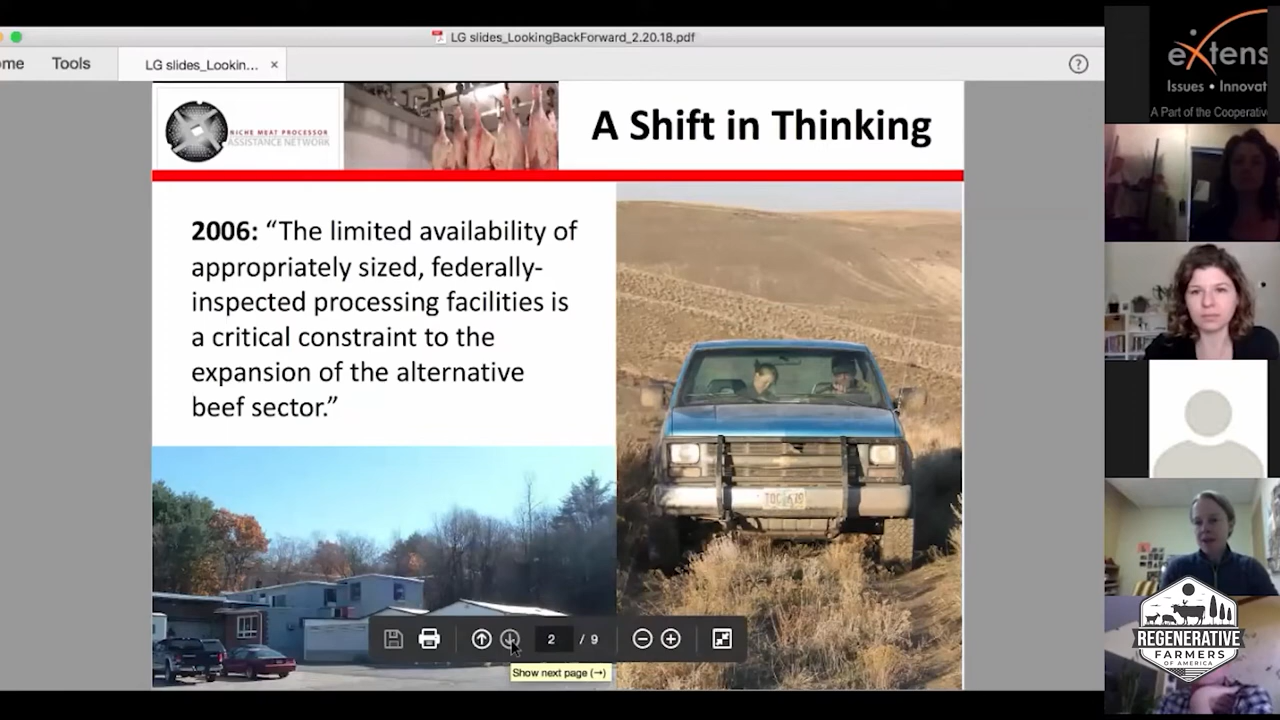 LG slides_LookingBackForward_2.20.18.pdf
ome
Tools
LG slides_Lookin...
×
?
NICHE MEAT PROCESSOR
ASSISTANCE NETWORK
A Shift in Thinking
2006: “The limited availability of
appropriately sized, federally-
inspected processing facilities is
a critical constraint to the
expansion of the alternative
beef sector.”
2 / 9
Show next page (→)
eXtens
Issues • Innovat
A Part of the Cooperative
REGENERATIVE
FARMERS
OF AMERICA